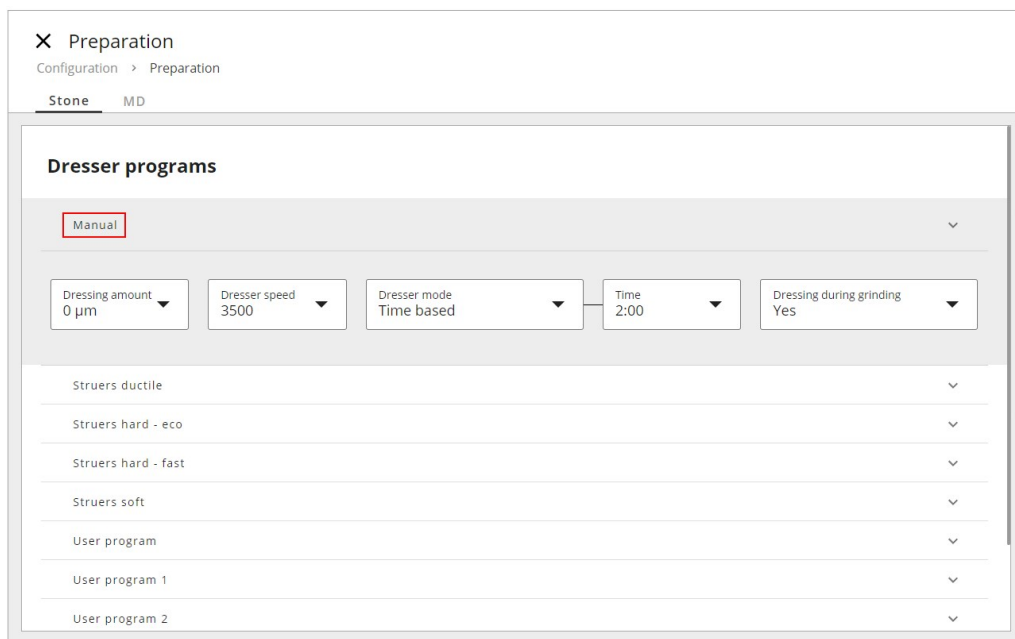 Preparation
Configuration > Preparation
Stone MD
Dresser programs
Manual
Dressing amount Dresser speed Dresser mode Time Dressing during grinding
0 μm 3500 Time based 2:00 Yes
Struers ductile
Struers hard - eco
Struers hard - fast
Struers soft
User program
User program 1
User program 2